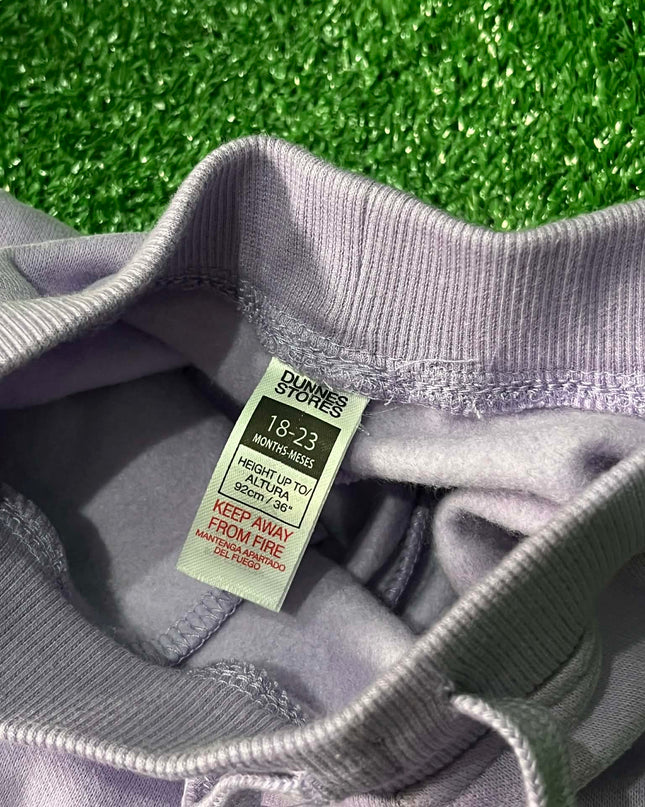 DUNNES
STORES
18-23
MONTHS-MESES
HEIGHT UP TO/
ALTURA
92cm / 36"
KEEP AWAY
FROM FIRE
MANTENGA APARTADO
DEL FUEGO